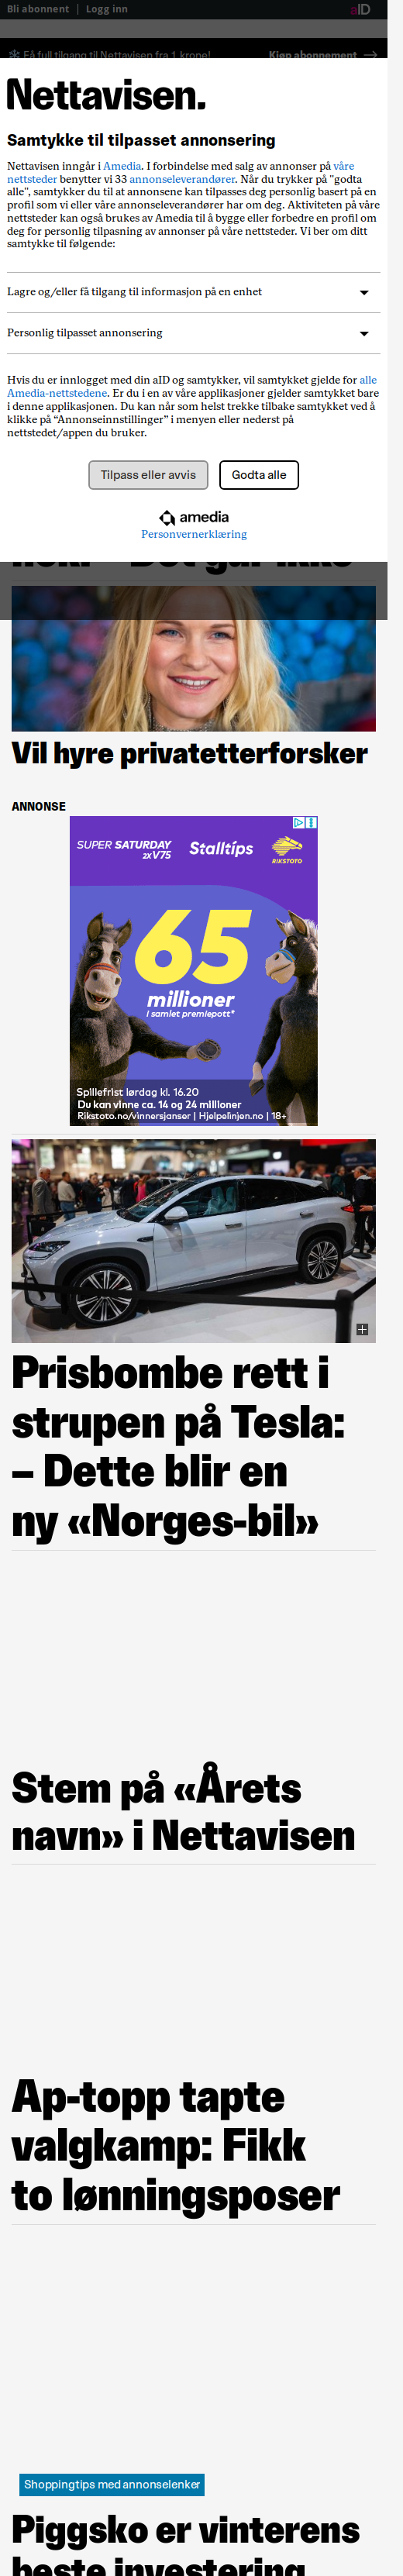 Bli abonnent | Logg inn
aID
Få full tilgang til Nettavisen fra 1 krone!
Kjøp abonnement
Nettavisen.
Samtykke til tilpasset annonsering
Nettavisen inngår i Amedia. I forbindelse med salg av annonser på våre
nettsteder benytter vi 33 annonseleverandører. Når du trykker på "godta
alle", samtykker du til at annonsene kan tilpasses deg personlig basert på en
profil som vi eller våre annonseleverandører har om deg. Aktiviteten på våre
nettsteder kan også brukes av Amedia til å bygge eller forbedre en profil om
deg for personlig tilpasning av annonser på våre nettsteder. Vi ber om ditt
samtykke til følgende:
Lagre og/eller få tilgang til informasjon på en enhet
Personlig tilpasset annonsering
Hvis du er innlogget med din aID og samtykker, vil samtykket gjelde for alle
Amedia-nettstedene. Er du i en av våre applikasjoner gjelder samtykket bare
i denne applikasjonen. Du kan når som helst trekke tilbake samtykket ved å
klikke på “Annonseinnstillinger” i menyen eller nederst på
nettstedet/appen du bruker.
Tilpass eller avvis
Godta alle
amedia
Personvernerklæring
Vil hyre privatetterforsker
ANNONSE
SUPER SATURDAY
2xV75
Stalltips
RIKSTOTO
65
millioner
I samlet premiepott*
Spillefrist lørdag kl. 16.20
Du kan vinne ca. 14 og 24 millioner
Rikstoto.no/vinnersjanser | Hjelpelinjen.no | 18+
Prisbombe rett i
strupen på Tesla:
– Dette blir en
ny «Norges-bil»
Stem på «Årets
navn» i Nettavisen
Ap-topp tapte
valgkamp: Fikk
to lønningsposer
Shoppingtips med annonselenker
Piggsko er vinterens
beste investering